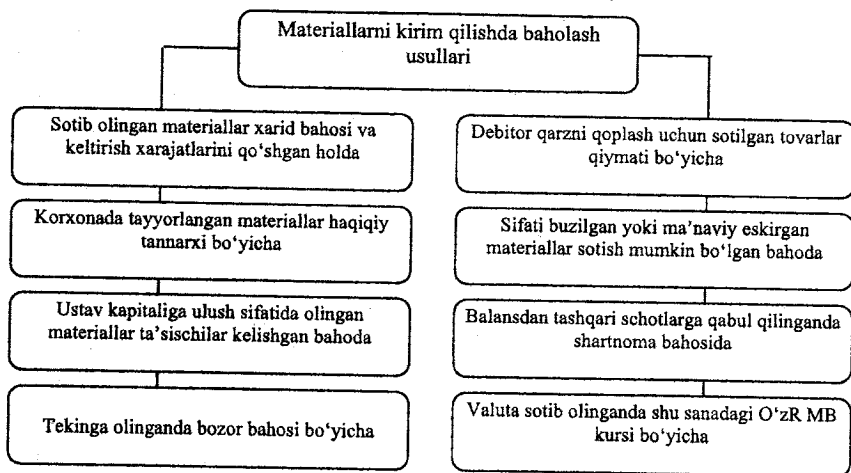 Materiallarni kirim qilishda baholash
usullari
Sotib olingan materiallar xarid bahosi va
keltirish xarajatlarini qo‘shgan holda
Korxonada tayyorlangan materiallar haqiqiy
tannarxi bo‘yicha
Ustav kapitaliga ulush sifatida olingan
materiallar ta’sischilar kelishgan bahoda
Tekinga olinganda bozor bahosi bo‘yicha
Debitor qarzni qoplash uchun sotilgan tovarlar
qiymati bo‘yicha
Sifati buzilgan yoki ma’naviy eskirgan
materiallar sotish mumkin bo‘lgan bahoda
Balansdan tashqari schotlarga qabul qilinganda
shartnoma bahosida
Valuta sotib olinganda shu sanadagi O‘zR MB
kursi bo‘yicha